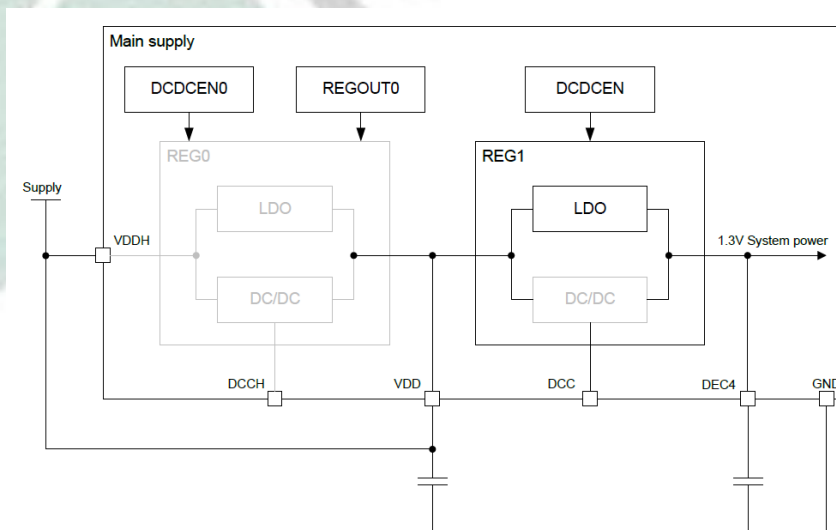 Main supply
DCDCEN0
REGOUT0
DCDCEN
REG0
REG1
Supply
LDO
LDO
VDDH
1.3V System power
DC/DC
DC/DC
DCCH
VDD
DCC
DEC4
GND